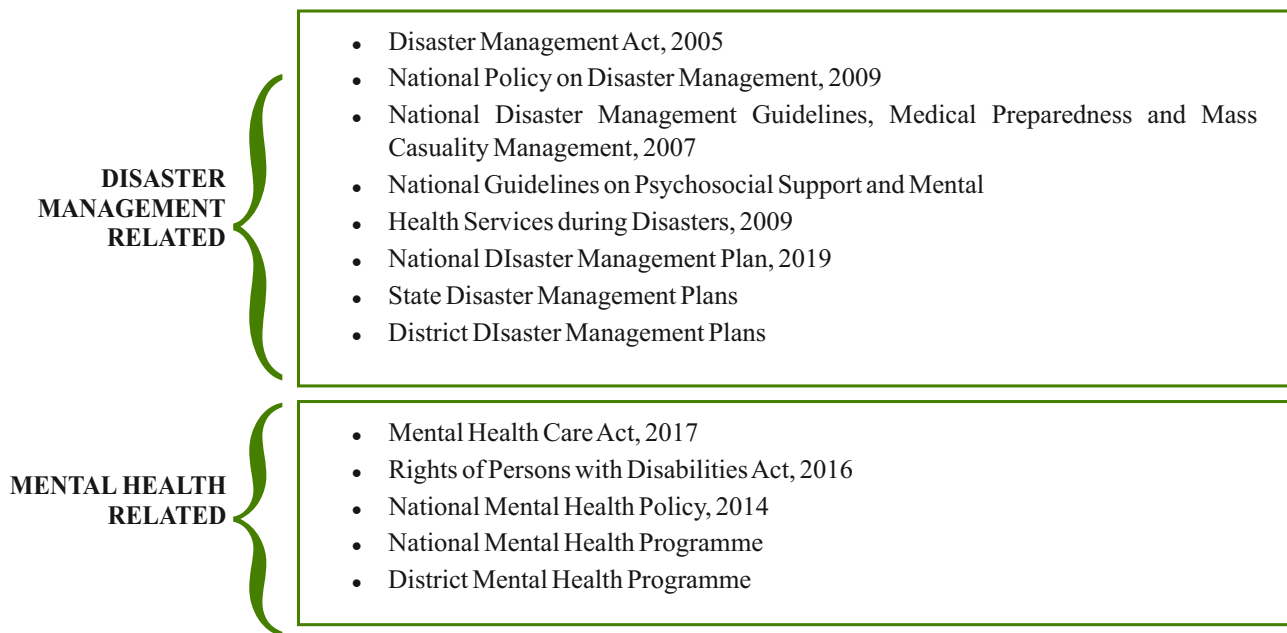 DISASTER
MANAGEMENT
RELATED
• Disaster Management Act, 2005
• National Policy on Disaster Management, 2009
• National Disaster Management Guidelines, Medical Preparedness and Mass
Casuality Management, 2007
• National Guidelines on Psychosocial Support and Mental
• Health Services during Disasters, 2009
• National DIsaster Management Plan, 2019
• State Disaster Management Plans
• District DIsaster Management Plans
MENTAL HEALTH
RELATED
• Mental Health Care Act, 2017
• Rights of Persons with Disabilities Act, 2016
• National Mental Health Policy, 2014
• National Mental Health Programme
• District Mental Health Programme